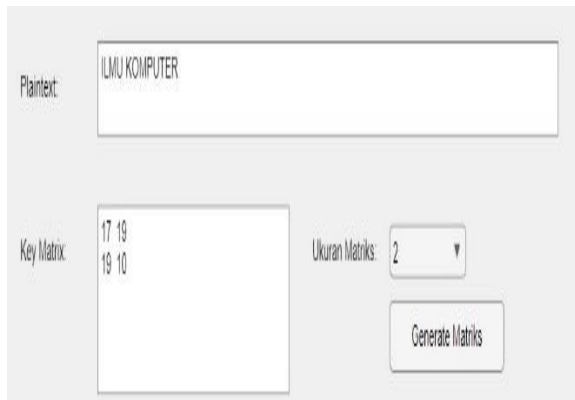 Plaintext:
ILMU KOMPUTER
Key Matrix:
17 19
19 10
Ukuran Matriks:
2
Generate Matriks